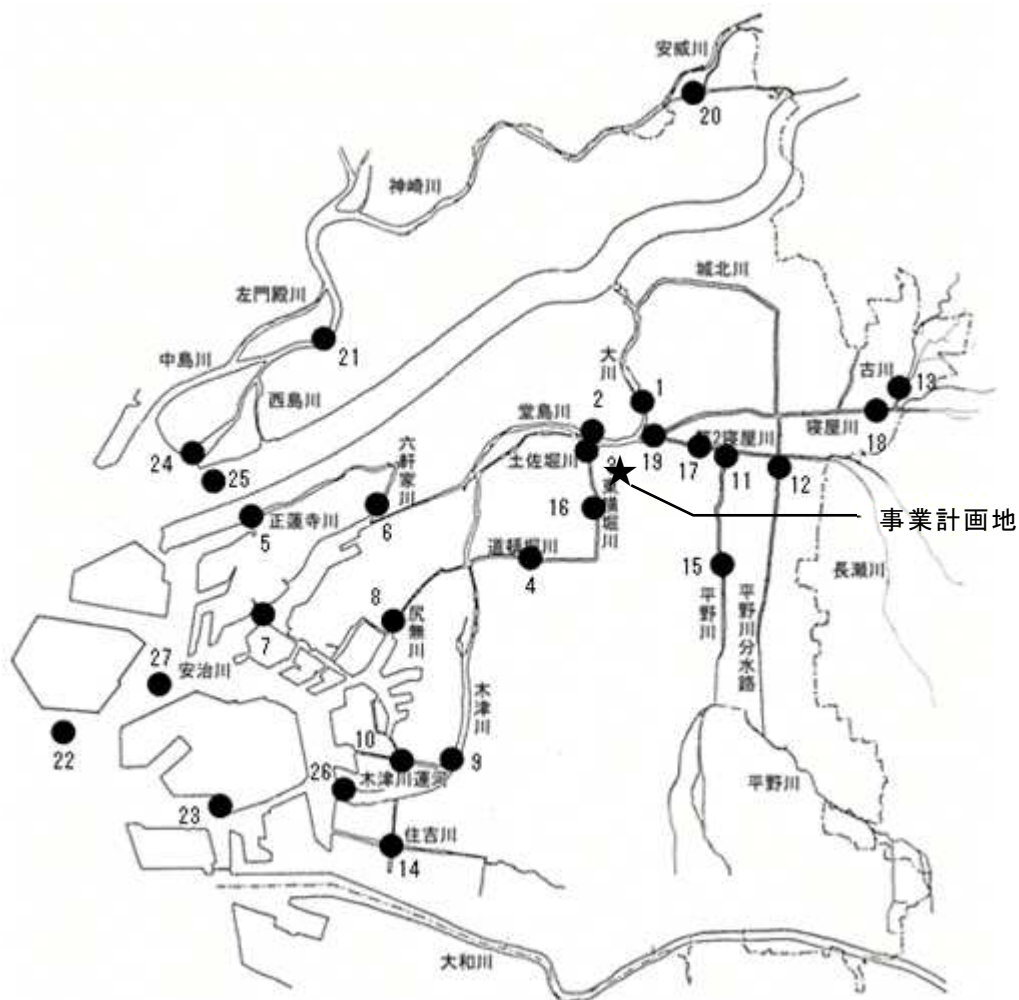 安威川
20
神崎川
左門殿川
城北川
中島川
21
大川
古川
13
西島川
堂島川
2
1
六軒家川
土佐堀川
19
17
第2寝屋川
寝屋川
18
24
25
3
11
12
東横堀川
16
事業計画地
正蓮寺川
5
6
道頓堀川
4
15
平野川
平野川分水路
長瀬川
8
尻無川
7
27
安治川
木津川
22
10
9
26
木津川運河
平野川
23
住吉川
14
大和川